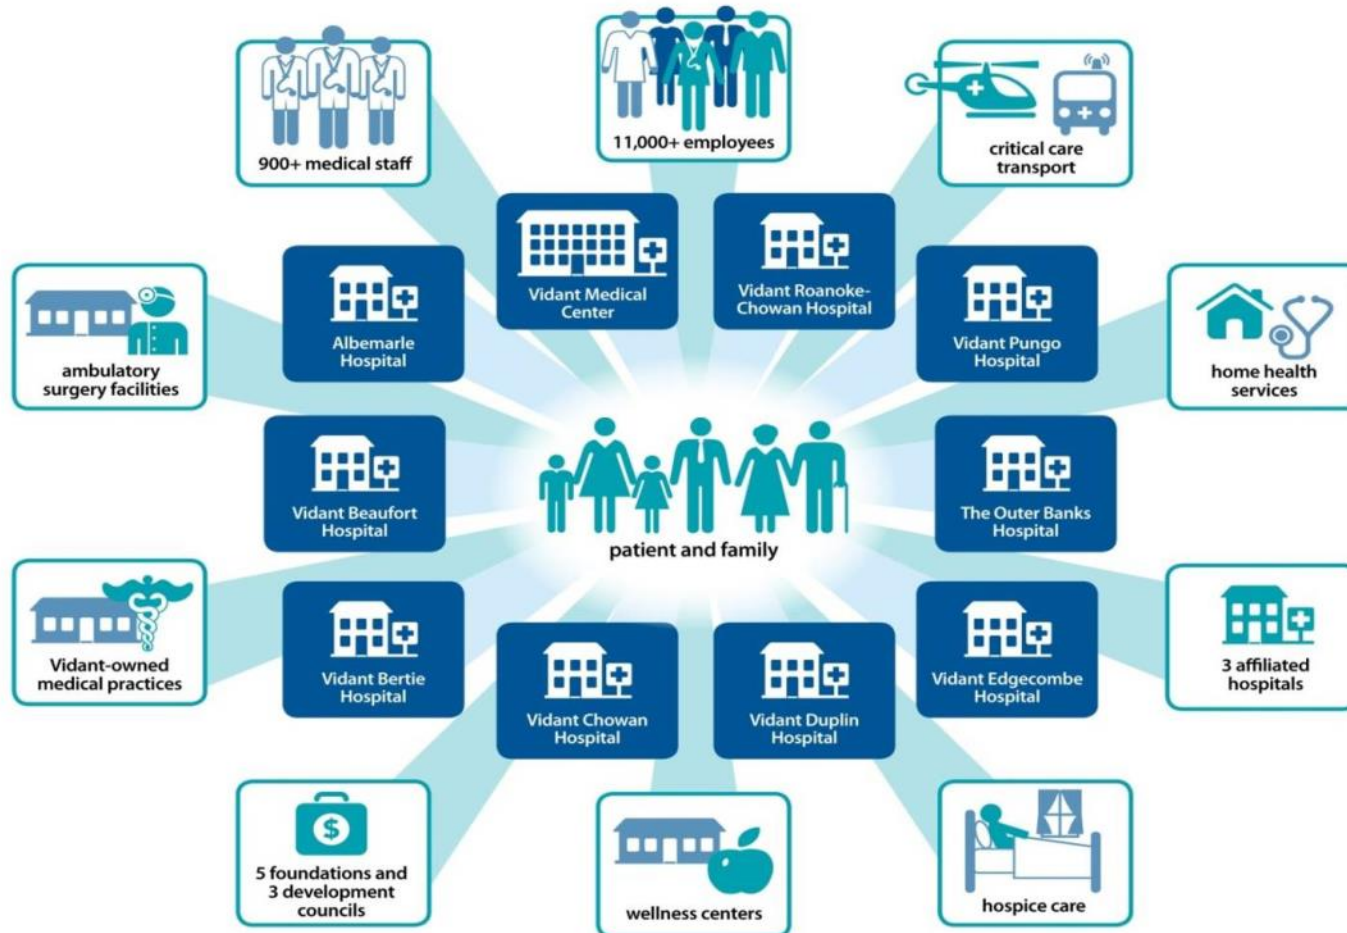 900+ medical staff
11,000+ employees
critical care
transport
Vidant Medical
Center
Vidant Roanoke-
Chowan Hospital
Albemarle
Hospital
Vidant Pungo
Hospital
ambulatory
surgery facilities
home health
services
Vidant Beaufort
Hospital
The Outer Banks
Hospital
patient and family
Vidant-owned
medical practices
3 affiliated
hospitals
Vidant Bertie
Hospital
Vidant Edgecombe
Hospital
Vidant Chowan
Hospital
Vidant Duplin
Hospital
$
5 foundations and
3 development
councils
wellness centers
hospice care